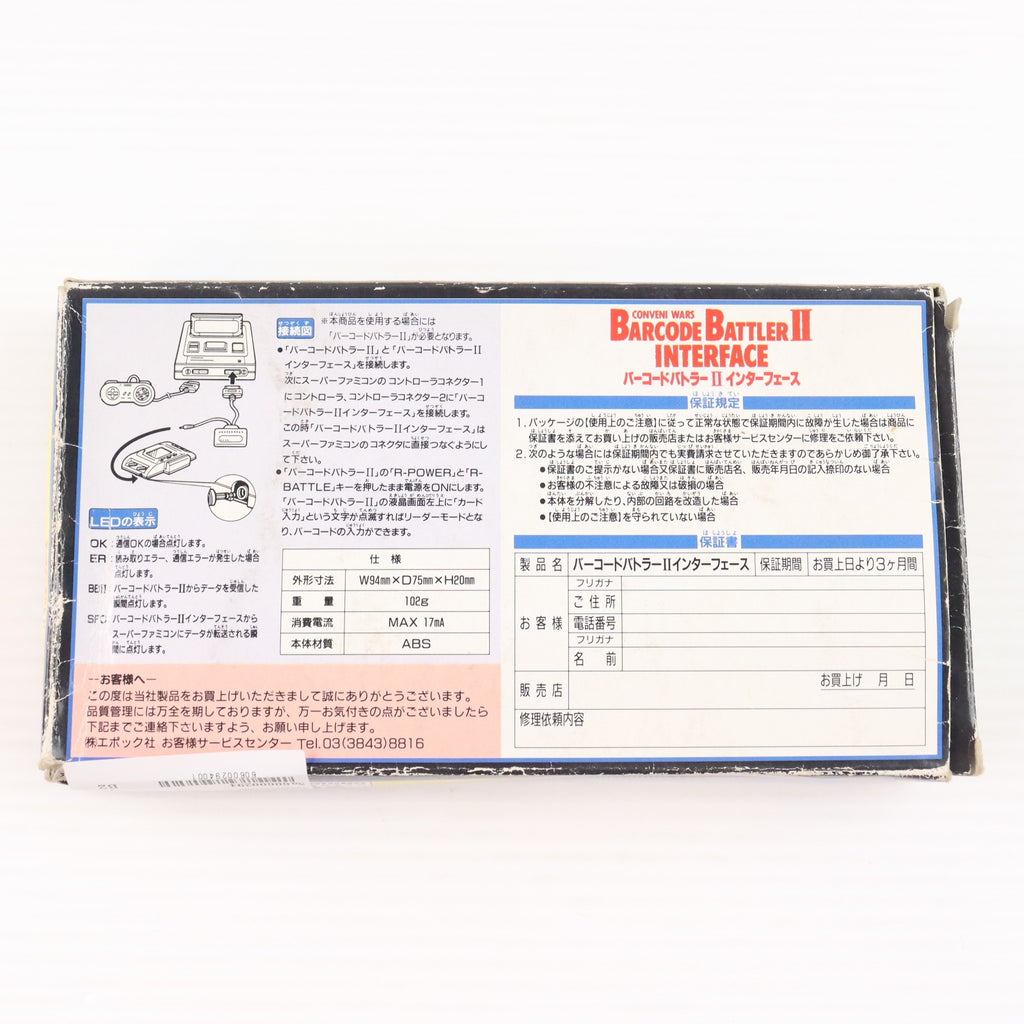 接続図
※本商品を使用する場合には
「バーコードバトラーII」が必要となります。
●「バーコードバトラーII」と「バーコードバトラーII
インターフェース」を接続します。
次にスーパーファミコンのコントローラコネクター1
にコントローラ、コントローラコネクター2に「バーコ
ードバトラーIIインターフェース」を接続します。
この時「バーコードバトラーIIインターフェース」は
スーパーファミコンのコネクタに直接つなぐようにし
て下さい。
●「バーコードバトラーII」の「R-POWER」と「R-
BATTLE」キーを押したまま電源をONにします。
「バーコードバトラーII」の液晶画面左上に「カード
入力」という文字が点滅すればリーダーモードとな
り、バーコードの入力ができます。
LEDの表示
OK:通信OKの場合点灯します。
ER:読み取りエラー、通信エラーが発生した場合
点灯します。
BBII:バーコードバトラーIIからデータを受信した
瞬間点灯します。
SFC:バーコードバトラーIIインターフェースから
スーパーファミコンにデータが転送される瞬
間に点灯します。
仕様
外形寸法 W94mm×D75mm×H20mm
重量 102g
消費電流 MAX 17mA
本体材質 ABS
--お客様へ―
この度は当社製品をお買上げいただきまして誠にありがとうございます。
品質管理には万全を期しておりますが、万一お気付きの点がございましたら
下記までご連絡下さいますよう、お願い申し上げます。
㈱エポック社 お客様サービスセンター Tel.03(3843)8816
CONVENI WARS
BARCODE BATTLER II
INTERFACE
バーコードバトラー II インターフェース
保証規定
1. パッケージの【使用上のご注意】に従って正常な状態で保証期間内に故障が生じた場合は商品に
保証書を添えてお買い上げの販売店またはお客様サービスセンターに修理をご依頼下さい。
2. 次のような場合には保証期間内でも実費請求させていただきますのであらかじめ御了承下さい。
●保証書のご提示がない場合又保証書に販売店名、販売年月日の記入捺印のない場合
●お客様の不注意による故障又は破損の場合
●本体を分解したり、内部の回路を改造した場合
●【使用上のご注意】を守られていない場合
保証書
製品名 バーコードバトラーIIインターフェース 保証期間 お買上日より3ヶ月間
お客様
フリガナ
ご住所
電話番号
フリガナ
名前
販売店
お買上げ 月 日
修理依頼内容